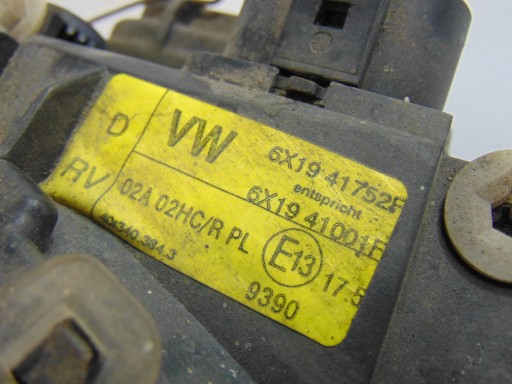 D VW 6X19 41752F
entspricht
RV 02A 02HC/R PL 6X19 41001E
E13 17.5
9390